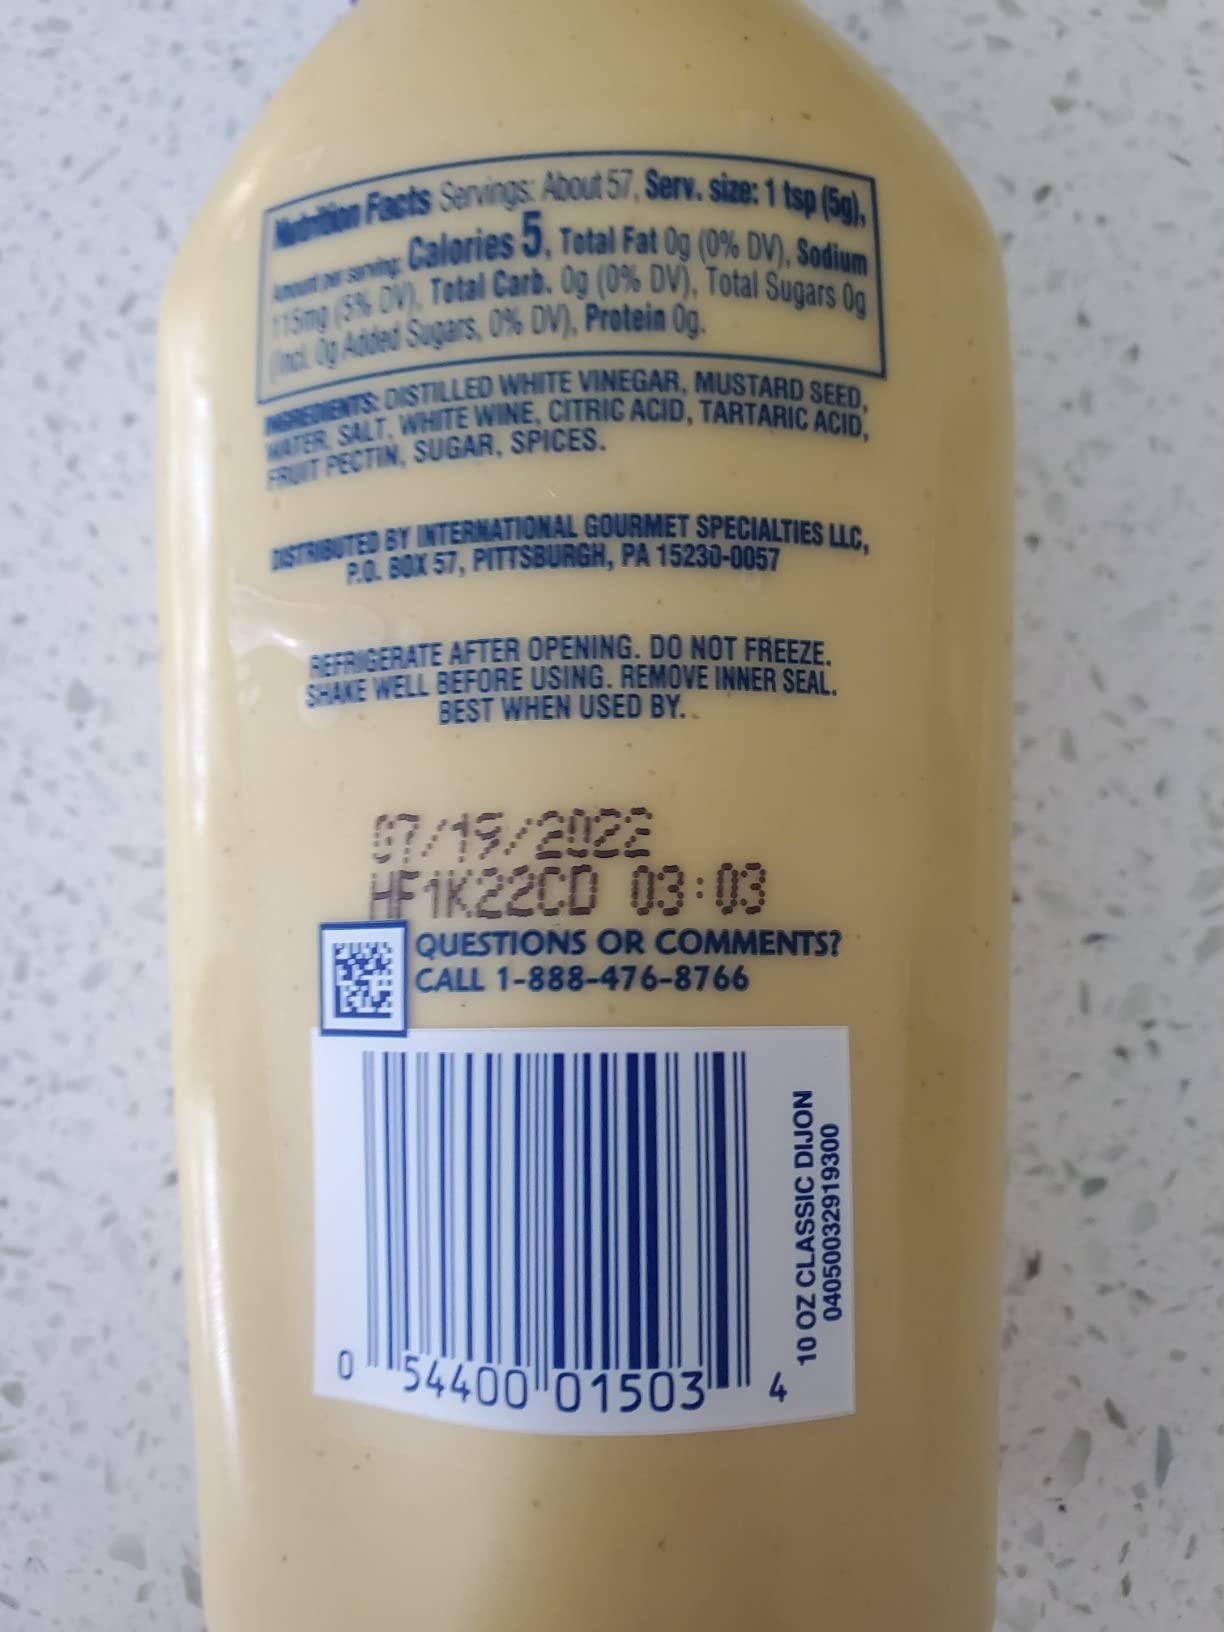 Nutrition Facts Servings: About 57, Serv. size: 1 tsp (5g),
Amount per serving: Calories 5, Total Fat 0g (0% DV), Sodium
115mg (5% DV), Total Carb. 0g (0% DV), Total Sugars 0g
(Incl. 0g Added Sugars, 0% DV), Protein 0g.
INGREDIENTS: DISTILLED WHITE VINEGAR, MUSTARD SEED,
WATER, SALT, WHITE WINE, CITRIC ACID, TARTARIC ACID,
FRUIT PECTIN, SUGAR, SPICES.
DISTRIBUTED BY INTERNATIONAL GOURMET SPECIALTIES LLC,
P.O. BOX 57, PITTSBURGH, PA 15230-0057
REFRIGERATE AFTER OPENING. DO NOT FREEZE.
SHAKE WELL BEFORE USING. REMOVE INNER SEAL.
BEST WHEN USED BY.
07/19/2022
HF1K22CD 03:03
QUESTIONS OR COMMENTS?
CALL 1-888-476-8766
10 OZ CLASSIC DIJON
04050032919300
0 54400 01503 4